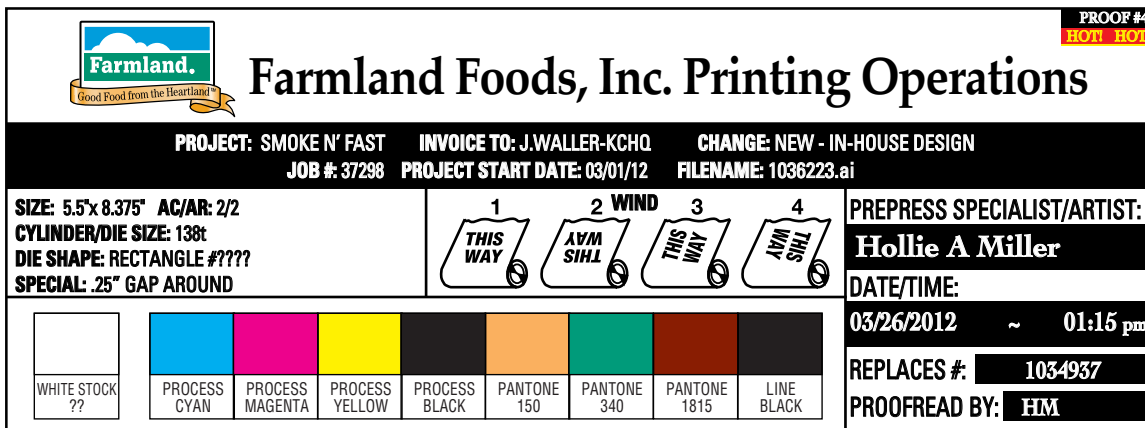 PROOF #4
HOT! HOT
Farmland.
Good Food from the Heartland™
Farmland Foods, Inc. Printing Operations
PROJECT: SMOKE N' FAST INVOICE TO: J.WALLER-KCHQ CHANGE: NEW - IN-HOUSE DESIGN
JOB #: 37298 PROJECT START DATE: 03/01/12 FILENAME: 1036223.ai
SIZE: 5.5"x 8.375" AC/AR: 2/2
CYLINDER/DIE SIZE: 138t
DIE SHAPE: RECTANGLE #????
SPECIAL: .25" GAP AROUND
1 2 WIND 3 4
THIS WAY
THIS WAY
THIS WAY
THIS WAY
PREPRESS SPECIALIST/ARTIST:
Hollie A Miller
DATE/TIME:
03/26/2012 ~ 01:15 pm
REPLACES #: 1034937
PROOFREAD BY: HM
WHITE STOCK
??
PROCESS
CYAN
PROCESS
MAGENTA
PROCESS
YELLOW
PROCESS
BLACK
PANTONE
150
PANTONE
340
PANTONE
1815
LINE
BLACK